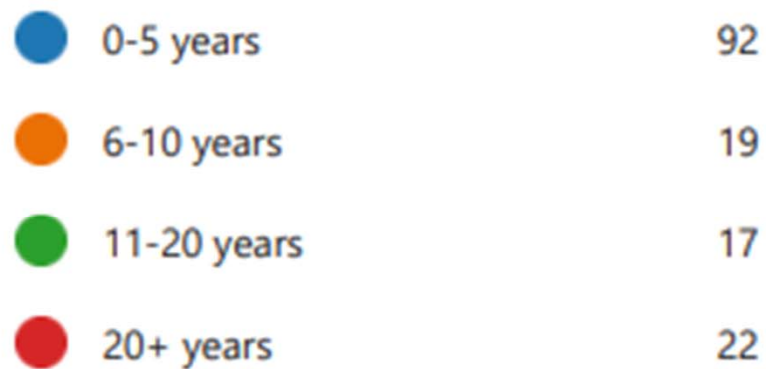 0-5 years 92
6-10 years 19
11-20 years 17
20+ years 22